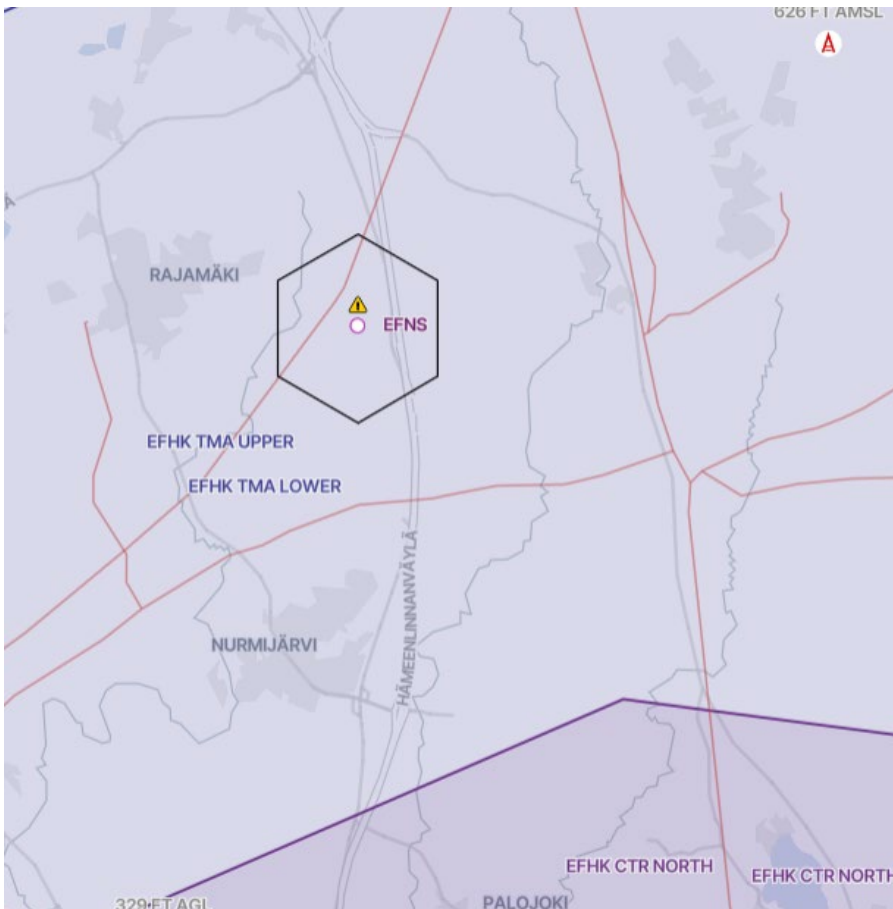 626 FT AMSL
Ä
RAJAMÄKI
EFNS
EFHK TMA UPPER
EFHK TMA LOWER
HÄMEENLINNANVÄYLÄ
NURMIJÄRVI
EFHK CTR NORTH
EFHK CTR NORTH
329 FT AGL
PALOJOKI